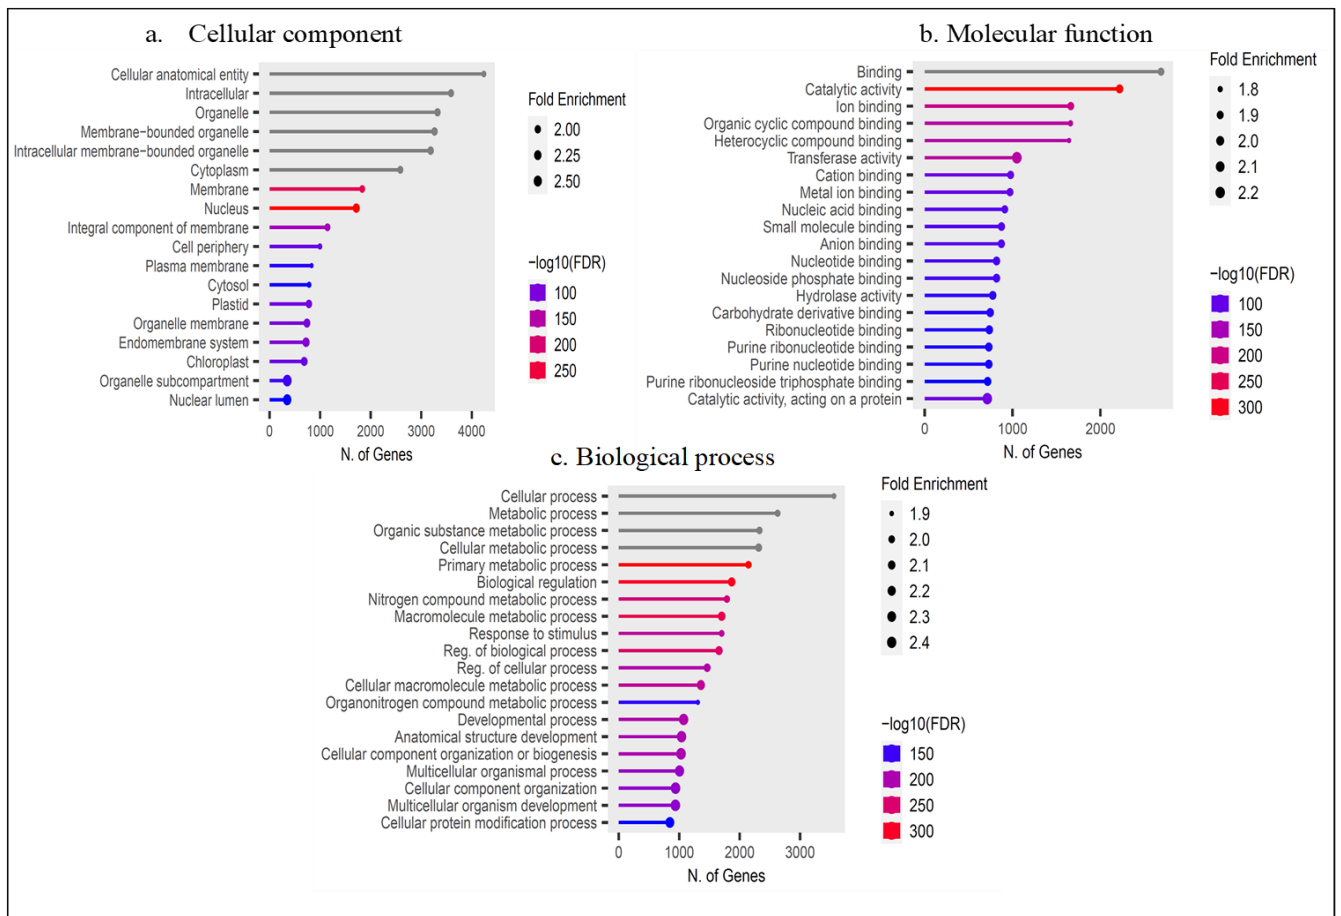 a. Cellular component
Cellular anatomical entity
Intracellular
Organelle
Membrane-bounded organelle
Intracellular membrane-bounded organelle
Cytoplasm
Membrane
Nucleus
Integral component of membrane
Cell periphery
Plasma membrane
Cytosol
Plastid
Organelle membrane
Endomembrane system
Chloroplast
Organelle subcompartment
Nuclear lumen
0 1000 2000 3000 4000
N. of Genes
Fold Enrichment
2.00
2.25
2.50
-log10(FDR)
100
150
200
250
b. Molecular function
Binding
Catalytic activity
Ion binding
Organic cyclic compound binding
Heterocyclic compound binding
Transferase activity
Cation binding
Metal ion binding
Nucleic acid binding
Small molecule binding
Anion binding
Nucleotide binding
Nucleoside phosphate binding
Hydrolase activity
Carbohydrate derivative binding
Ribonucleotide binding
Purine ribonucleotide binding
Purine nucleotide binding
Purine ribonucleoside triphosphate binding
Catalytic activity, acting on a protein
0 1000 2000
N. of Genes
Fold Enrichment
1.8
1.9
2.0
2.1
2.2
-log10(FDR)
100
150
200
250
300
c. Biological process
Cellular process
Metabolic process
Organic substance metabolic process
Cellular metabolic process
Primary metabolic process
Biological regulation
Nitrogen compound metabolic process
Macromolecule metabolic process
Response to stimulus
Reg. of biological process
Reg. of cellular process
Cellular macromolecule metabolic process
Organonitrogen compound metabolic process
Developmental process
Anatomical structure development
Cellular component organization or biogenesis
Multicellular organismal process
Cellular component organization
Multicellular organism development
Cellular protein modification process
0 1000 2000 3000
N. of Genes
Fold Enrichment
1.9
2.0
2.1
2.2
2.3
2.4
-log10(FDR)
150
200
250
300